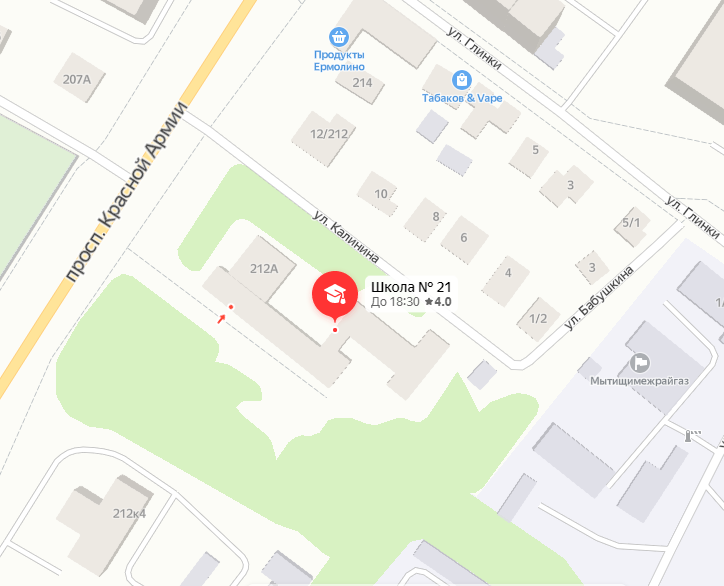 ул. Глинки
Продукты
Ермолино
207А
214
Табаков & Vape
просп. Красной Армии
12/212
5
3
10
8
6
5/1
ул. Глинки
ул. Калинина
212А
4
3
Школа № 21
До 18:30 ★4.0
ул. Бабушкина
1/2
Мытищимежрайгаз
212к4